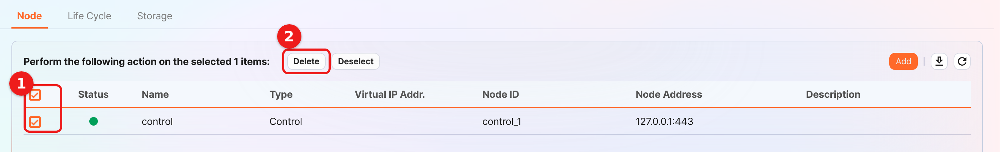 Node Life Cycle Storage
2
Perform the following action on the selected 1 items: Delete Deselect Add
1
Status Name Type Virtual IP Addr. Node ID Node Address Description
control Control control_1 127.0.0.1:443